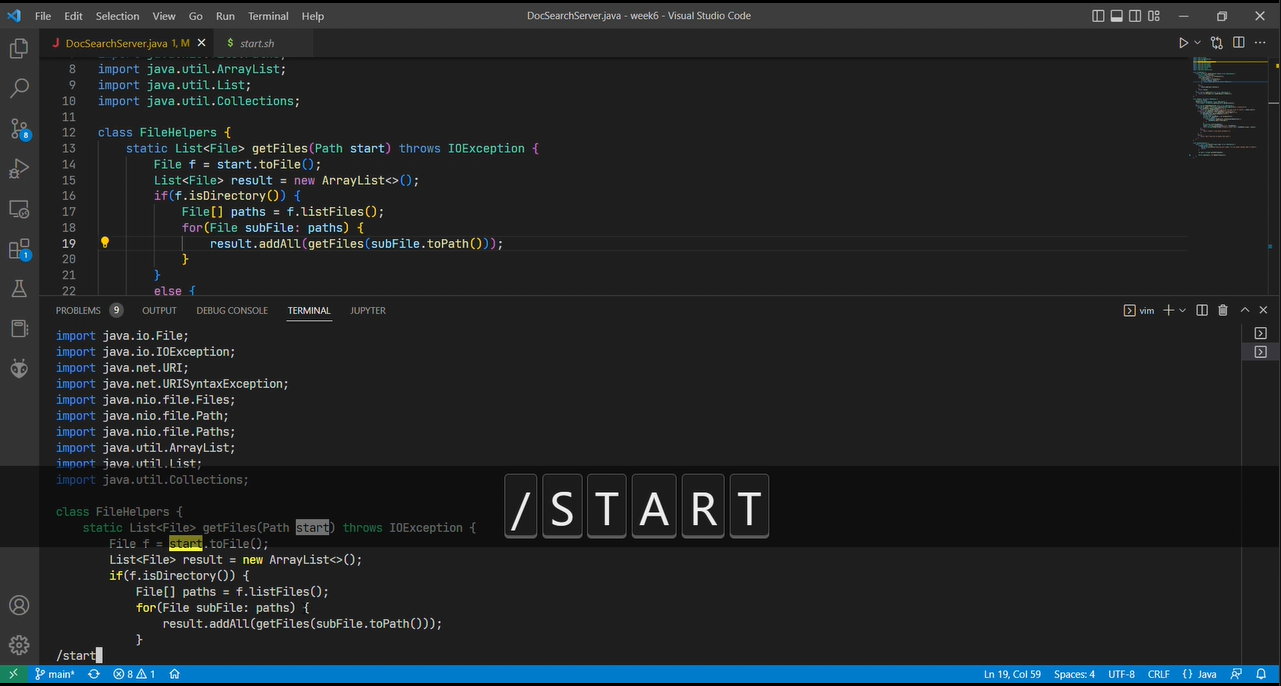 File Edit Selection View Go Run Terminal Help DocSearchServer.java - week6 - Visual Studio Code
J DocSearchServer.java 1, M $ start.sh
8 import java.util.ArrayList;
9 import java.util.List;
10 import java.util.Collections;
11
12 class FileHelpers {
13 static List<File> getFiles(Path start) throws IOException {
14 File f = start.toFile();
15 List<File> result = new ArrayList<>();
16 if(f.isDirectory()) {
17 File[] paths = f.listFiles();
18 for(File subFile: paths) {
19 result.addAll(getFiles(subFile.toPath()));
20 }
21 }
22 else {
PROBLEMS 9 OUTPUT DEBUG CONSOLE TERMINAL JUPYTER vim
import java.io.File;
import java.io.IOException;
import java.net.URI;
import java.net.URISyntaxException;
import java.nio.file.Files;
import java.nio.file.Path;
import java.nio.file.Paths;
import java.util.ArrayList;
import java.util.List;
import java.util.Collections;
class FileHelpers {
static List<File> getFiles(Path start) throws IOException {
File f = start.toFile();
List<File> result = new ArrayList<>();
if(f.isDirectory()) {
File[] paths = f.listFiles();
for(File subFile: paths) {
result.addAll(getFiles(subFile.toPath()));
}
/start
/ S T A R T
8
1
main* 8 1 Ln 19, Col 59 Spaces: 4 UTF-8 CRLF {} Java